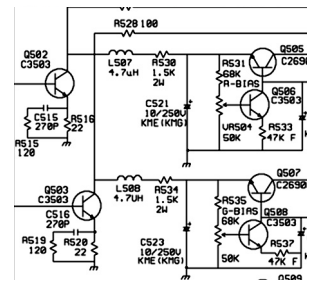 R528 100
Q502
C3503
L507
4.7uH
R530
1.5K
2W
R531
68K
R-BIAS
Q505
C2690
Q506
C3503
C515
270P
R516
22
R515
120
C521
10/250V
KME(KMG)
VR504
50K
R533
47K F
Q503
C3503
L508
4.7UH
R534
1.5K
2W
R535
68K
G-BIAS
Q507
C2690
Q508
C3503
C516
270P
R519
120
R520
22
C523
10/250V
KME(KMG)
50K
R537
47K F
Q509